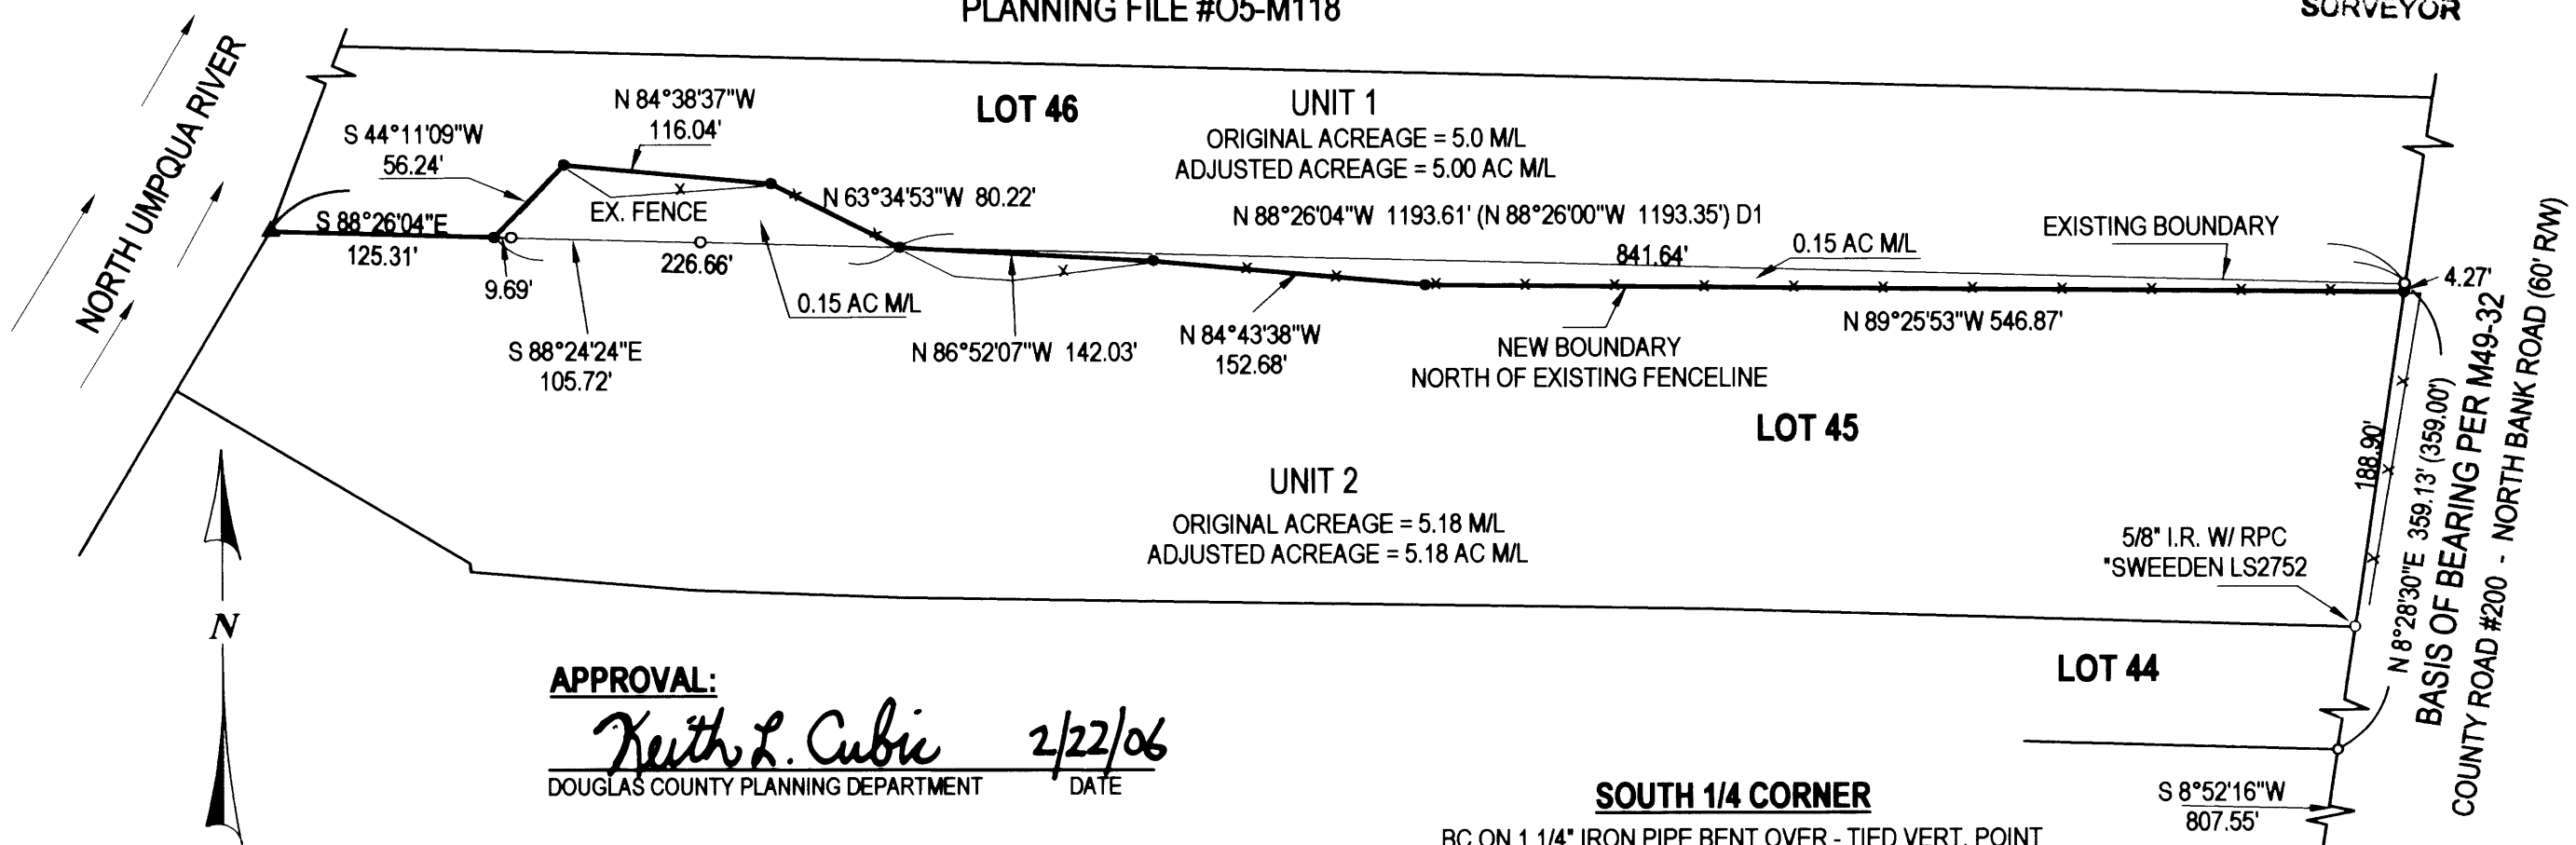 PLANNING FILE #O5-M118
SURVEYOR
NORTH UMPQUA RIVER
N 84°38'37"W
116.04'
LOT 46
UNIT 1
ORIGINAL ACREAGE = 5.0 M/L
ADJUSTED ACREAGE = 5.00 AC M/L
S 44°11'09"W
56.24'
EX. FENCE
N 63°34'53"W 80.22'
N 88°26'04"W 1193.61' (N 88°26'00"W 1193.35') D1
EXISTING BOUNDARY
S 88°26'04"E
125.31'
9.69'
226.66'
841.64'
0.15 AC M/L
4.27'
0.15 AC M/L
S 88°24'24"E
105.72'
N 86°52'07"W 142.03'
N 84°43'38"W
152.68'
NEW BOUNDARY
NORTH OF EXISTING FENCELINE
N 89°25'53"W 546.87'
LOT 45
188.90'
N 8°28'30"E 359.13' (359.00')
BASIS OF BEARING PER M49-32
COUNTY ROAD #200 - NORTH BANK ROAD (60' R/W)
UNIT 2
ORIGINAL ACREAGE = 5.18 M/L
ADJUSTED ACREAGE = 5.18 AC M/L
5/8" I.R. W/ RPC
"SWEEDEN LS2752
N
LOT 44
APPROVAL:
Keith L. Cubic 2/22/06
DOUGLAS COUNTY PLANNING DEPARTMENT DATE
SOUTH 1/4 CORNER
BC ON 1 1/4" IRON PIPE BENT OVER - TIED VERT. POINT
S 8°52'16"W
807.55'